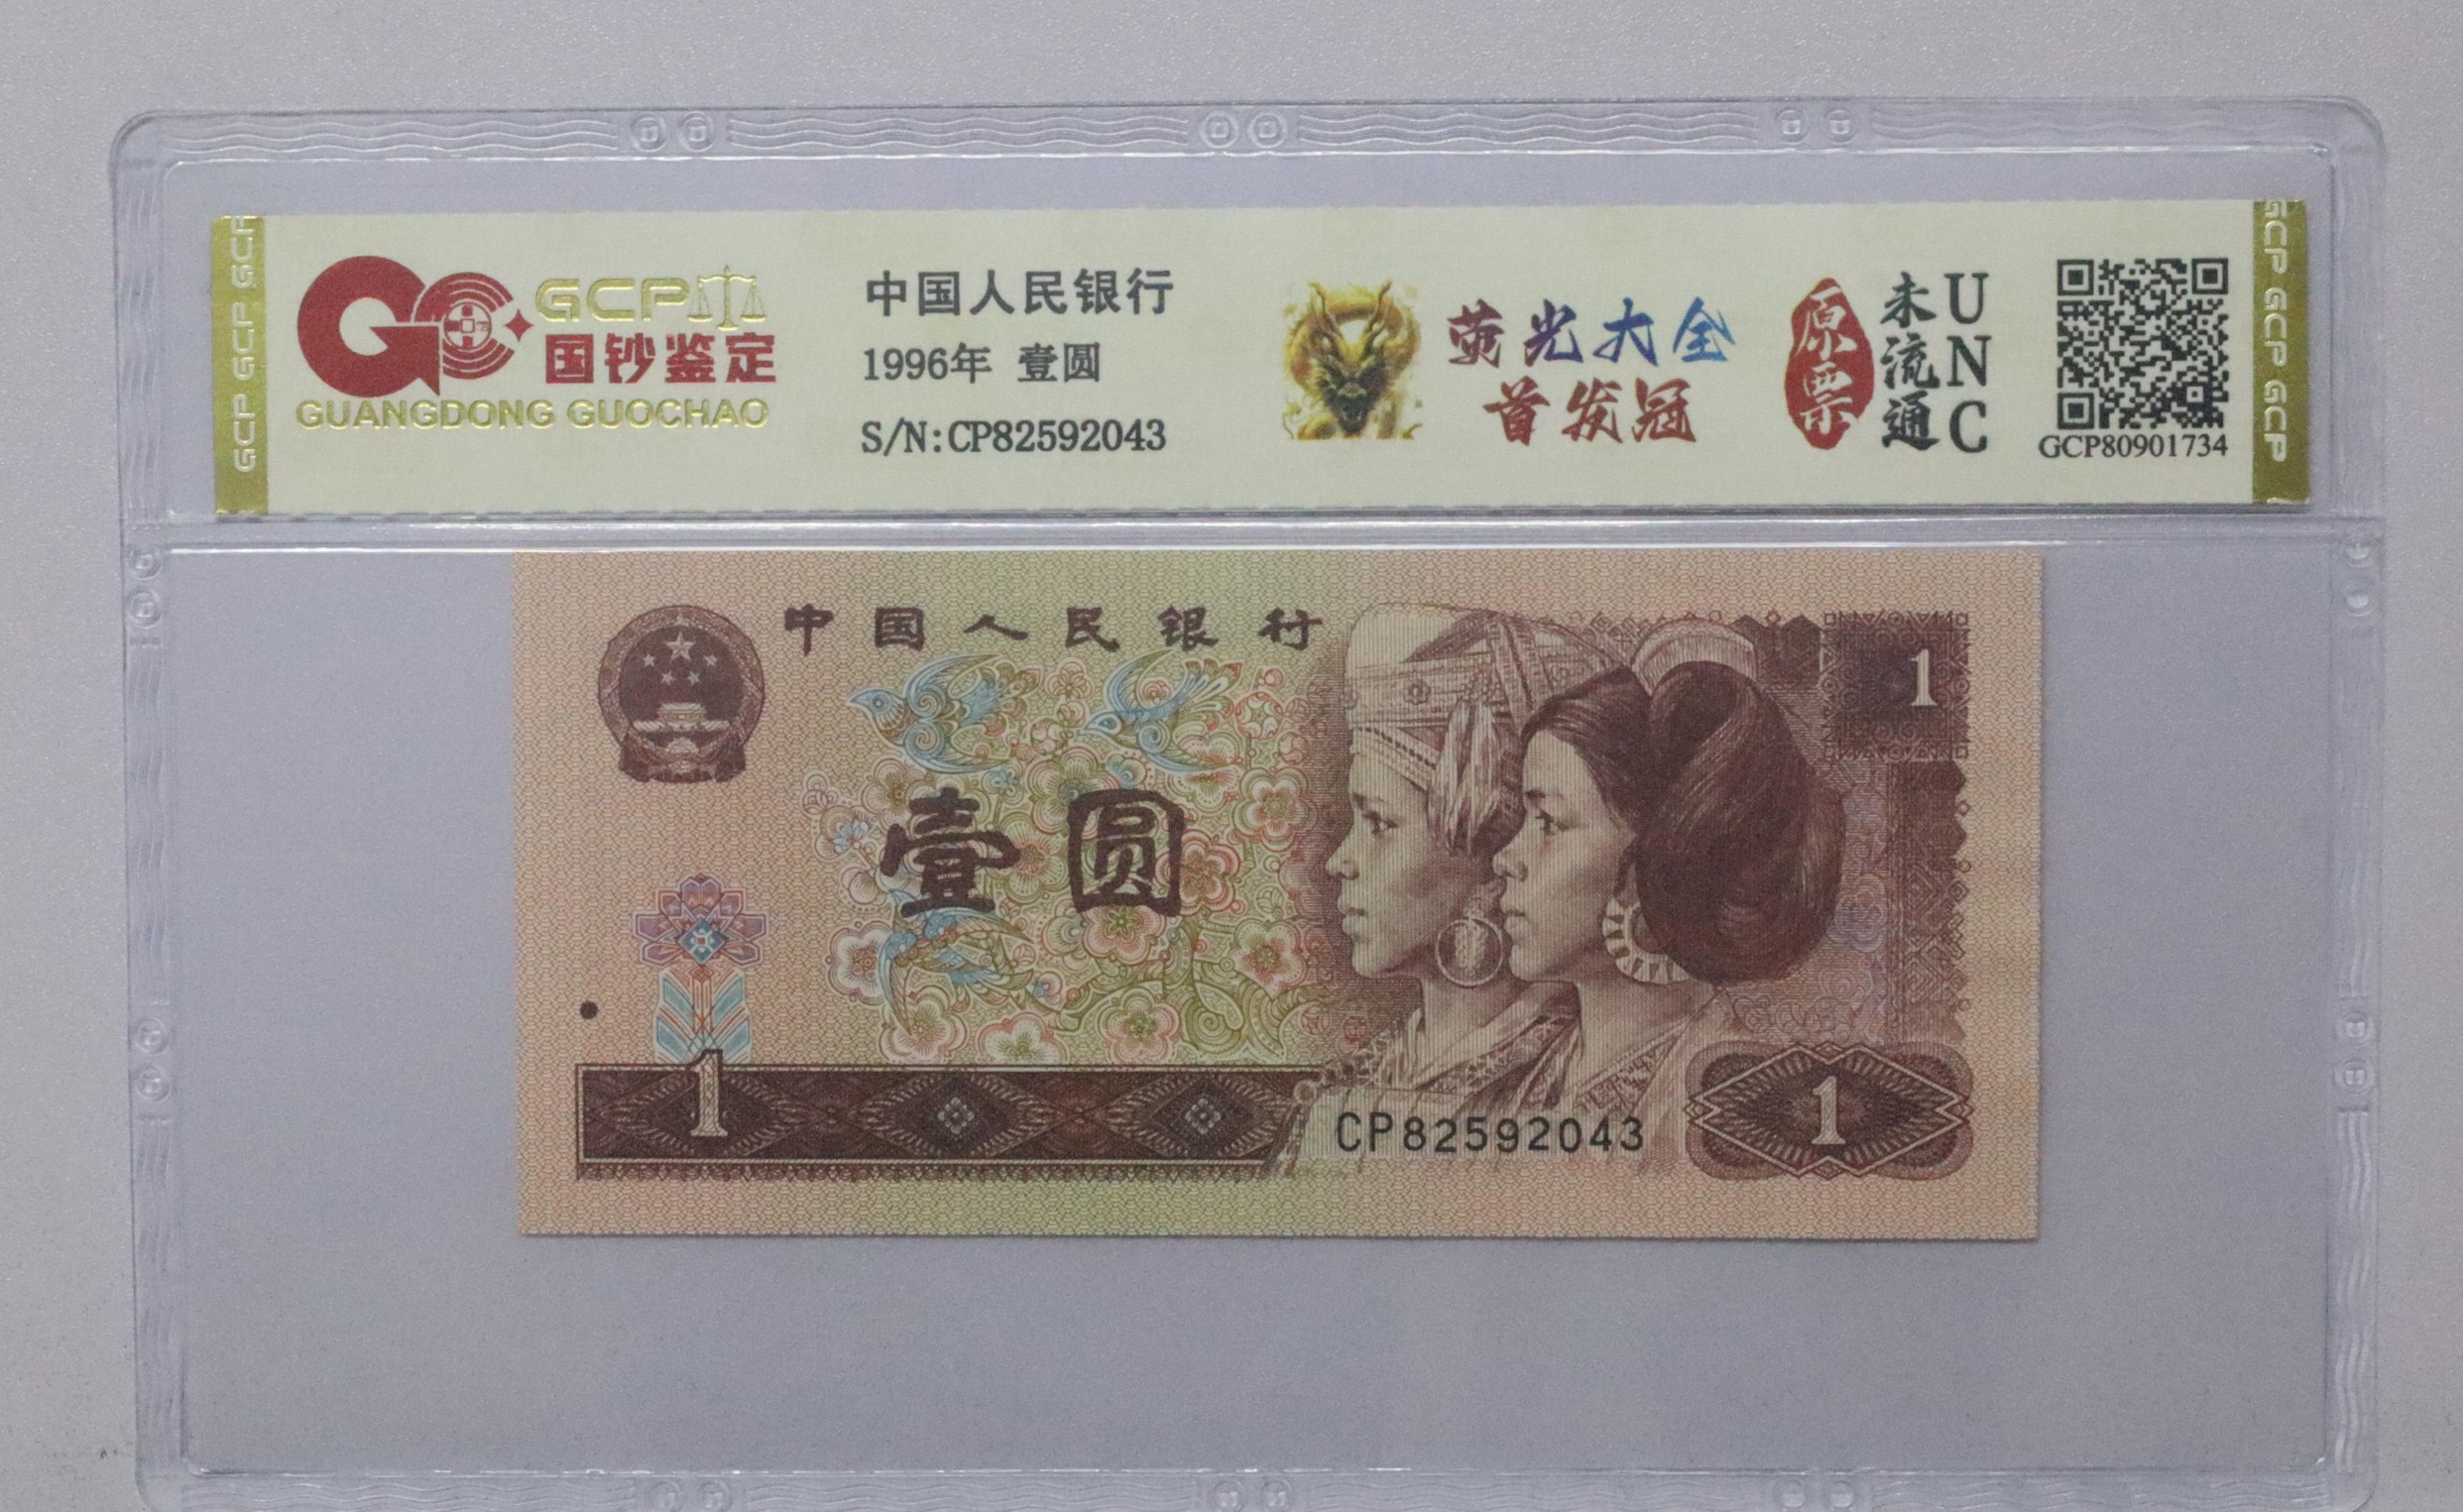 GCP
国钞鉴定
GUANGDONG GUOCHAO
中国人民银行
1996年 壹圆
S/N:CP82592043
荧光大全
首发冠
原票
未流通
UNC
GCP80901734
GCP GCP GCP
GCP GCP GCP
中国人民银行
1
壹圆
1
CP82592043
1